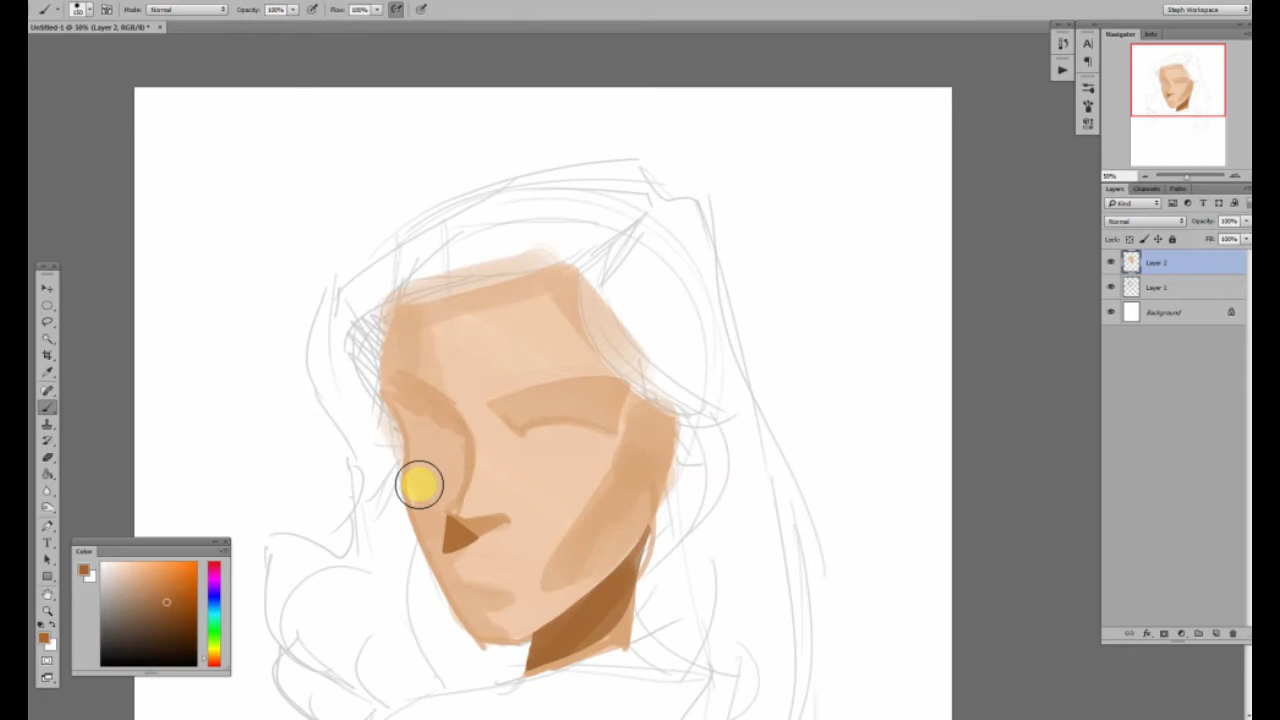 150 Mode: Normal Opacity: 100% Flow: 100% Steph Workspace
Untitled-1 @ 50% (Layer 2, RGB/8) * ×
Navigator Info
50%
Layers Channels Paths
Kind
Normal Opacity: 100%
Lock: Fill: 100%
Layer 2
Layer 1
Background
Color